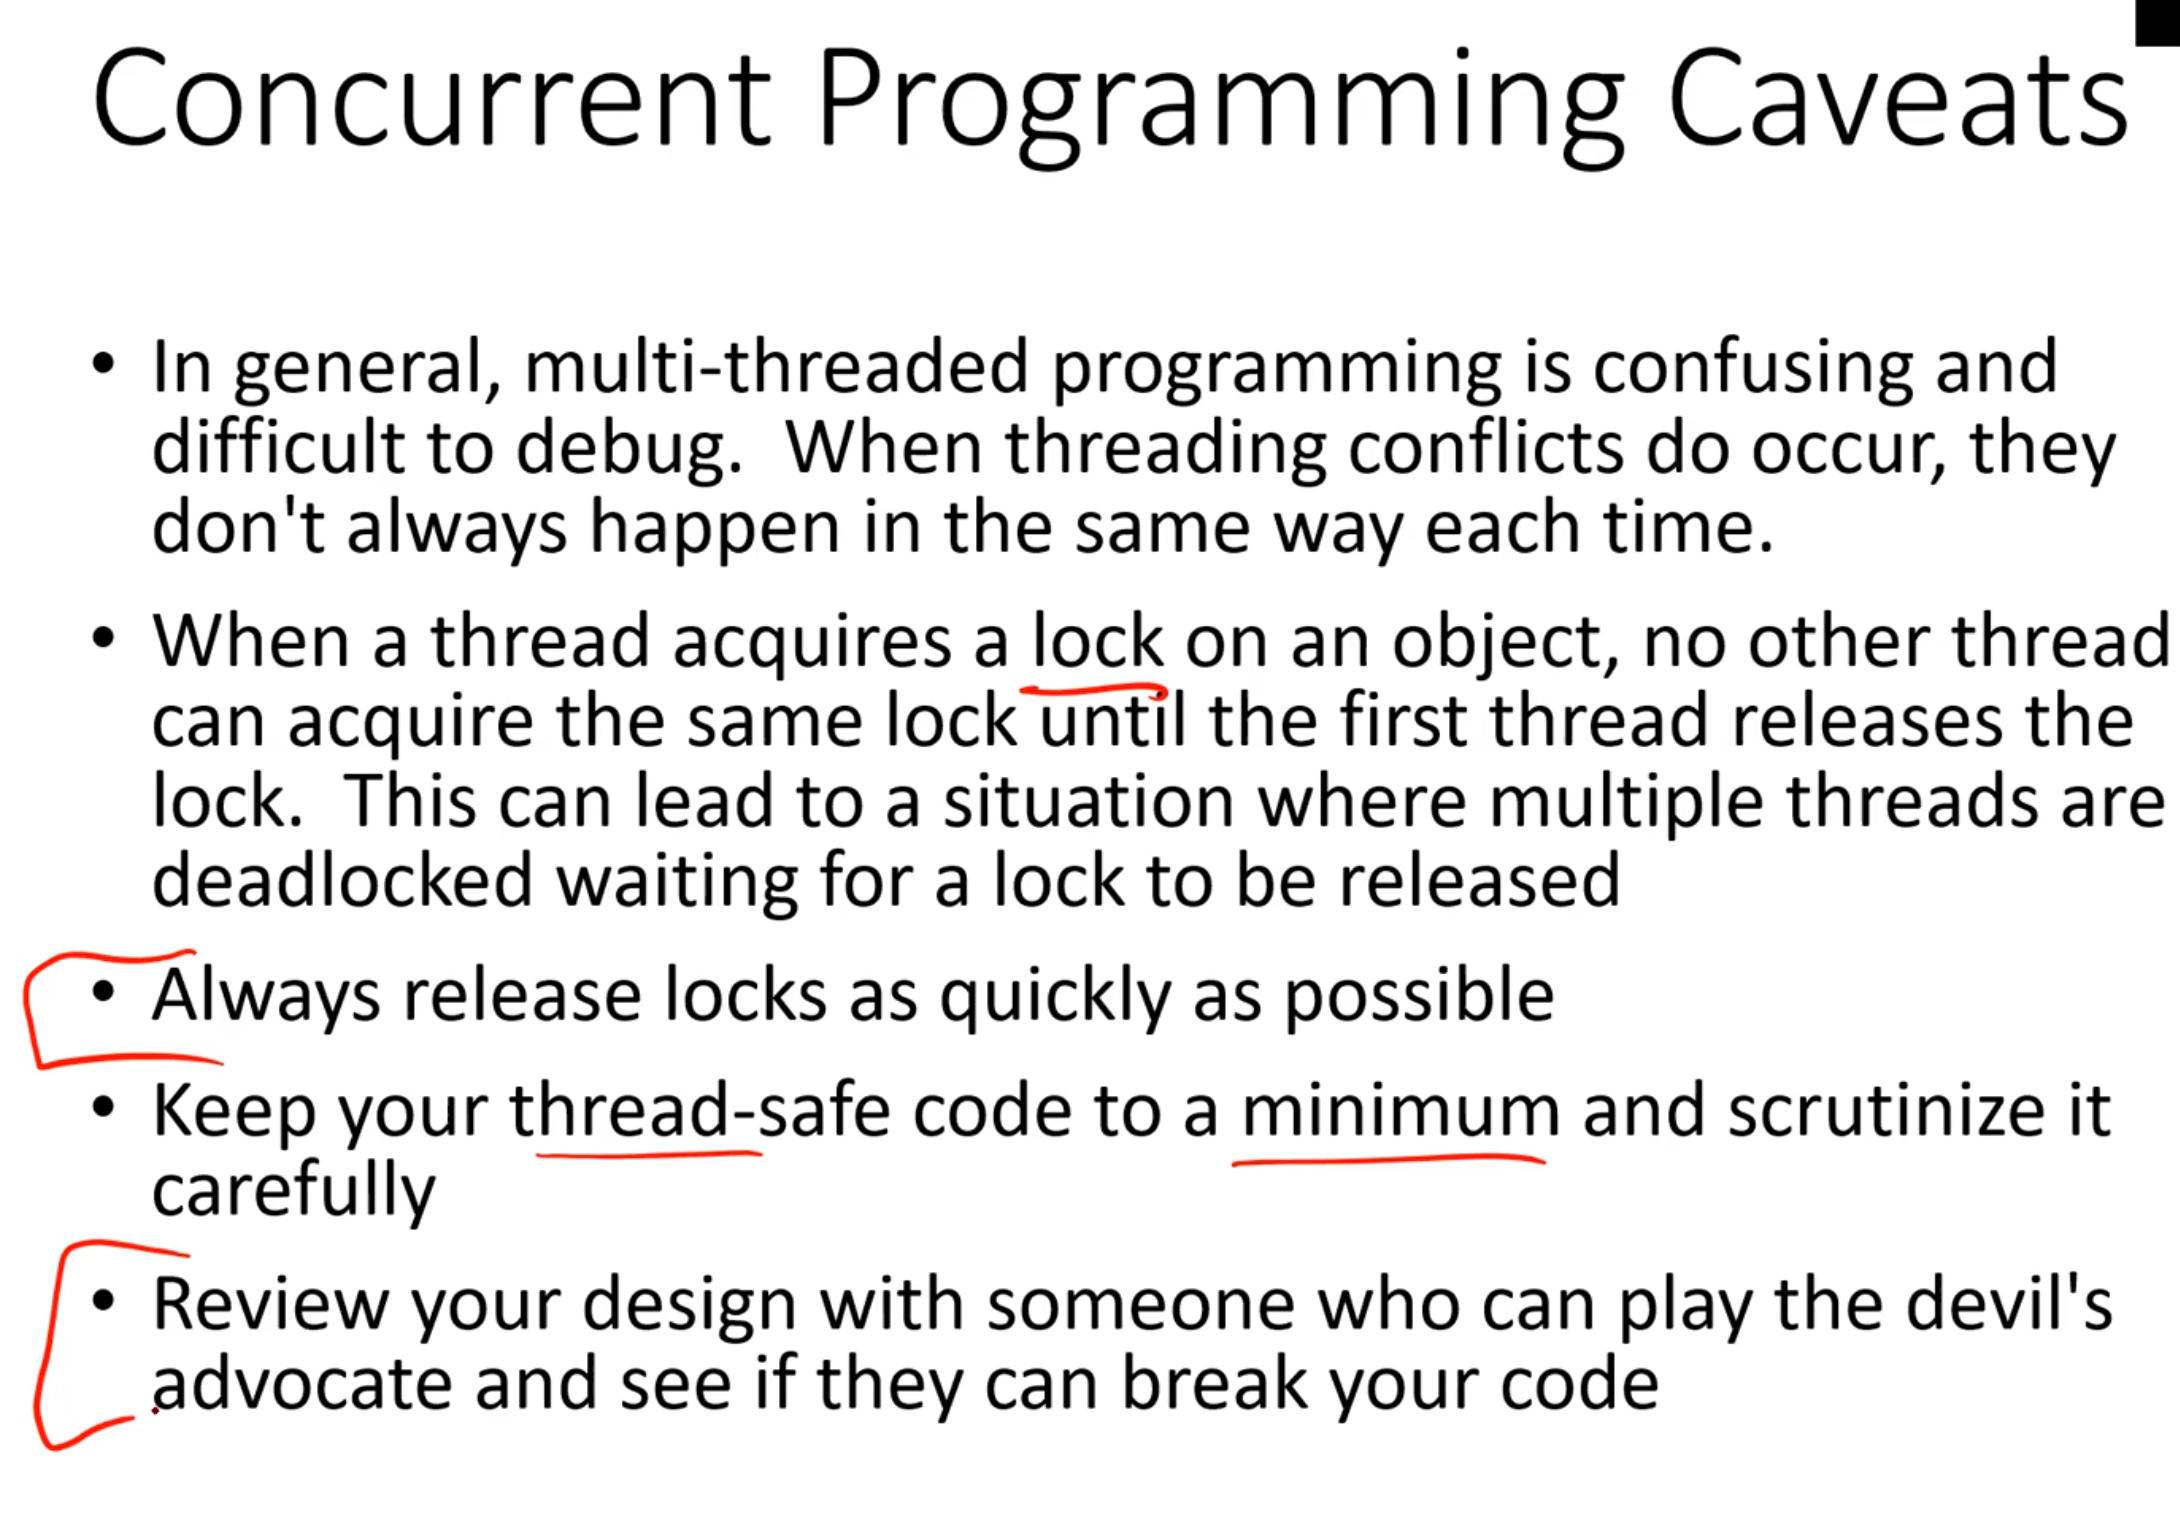 Concurrent Programming Caveats
• In general, multi-threaded programming is confusing and
difficult to debug.  When threading conflicts do occur, they
don't always happen in the same way each time.
• When a thread acquires a lock on an object, no other thread
can acquire the same lock until the first thread releases the
lock.  This can lead to a situation where multiple threads are
deadlocked waiting for a lock to be released
• Always release locks as quickly as possible
• Keep your thread-safe code to a minimum and scrutinize it
carefully
• Review your design with someone who can play the devil's
advocate and see if they can break your code